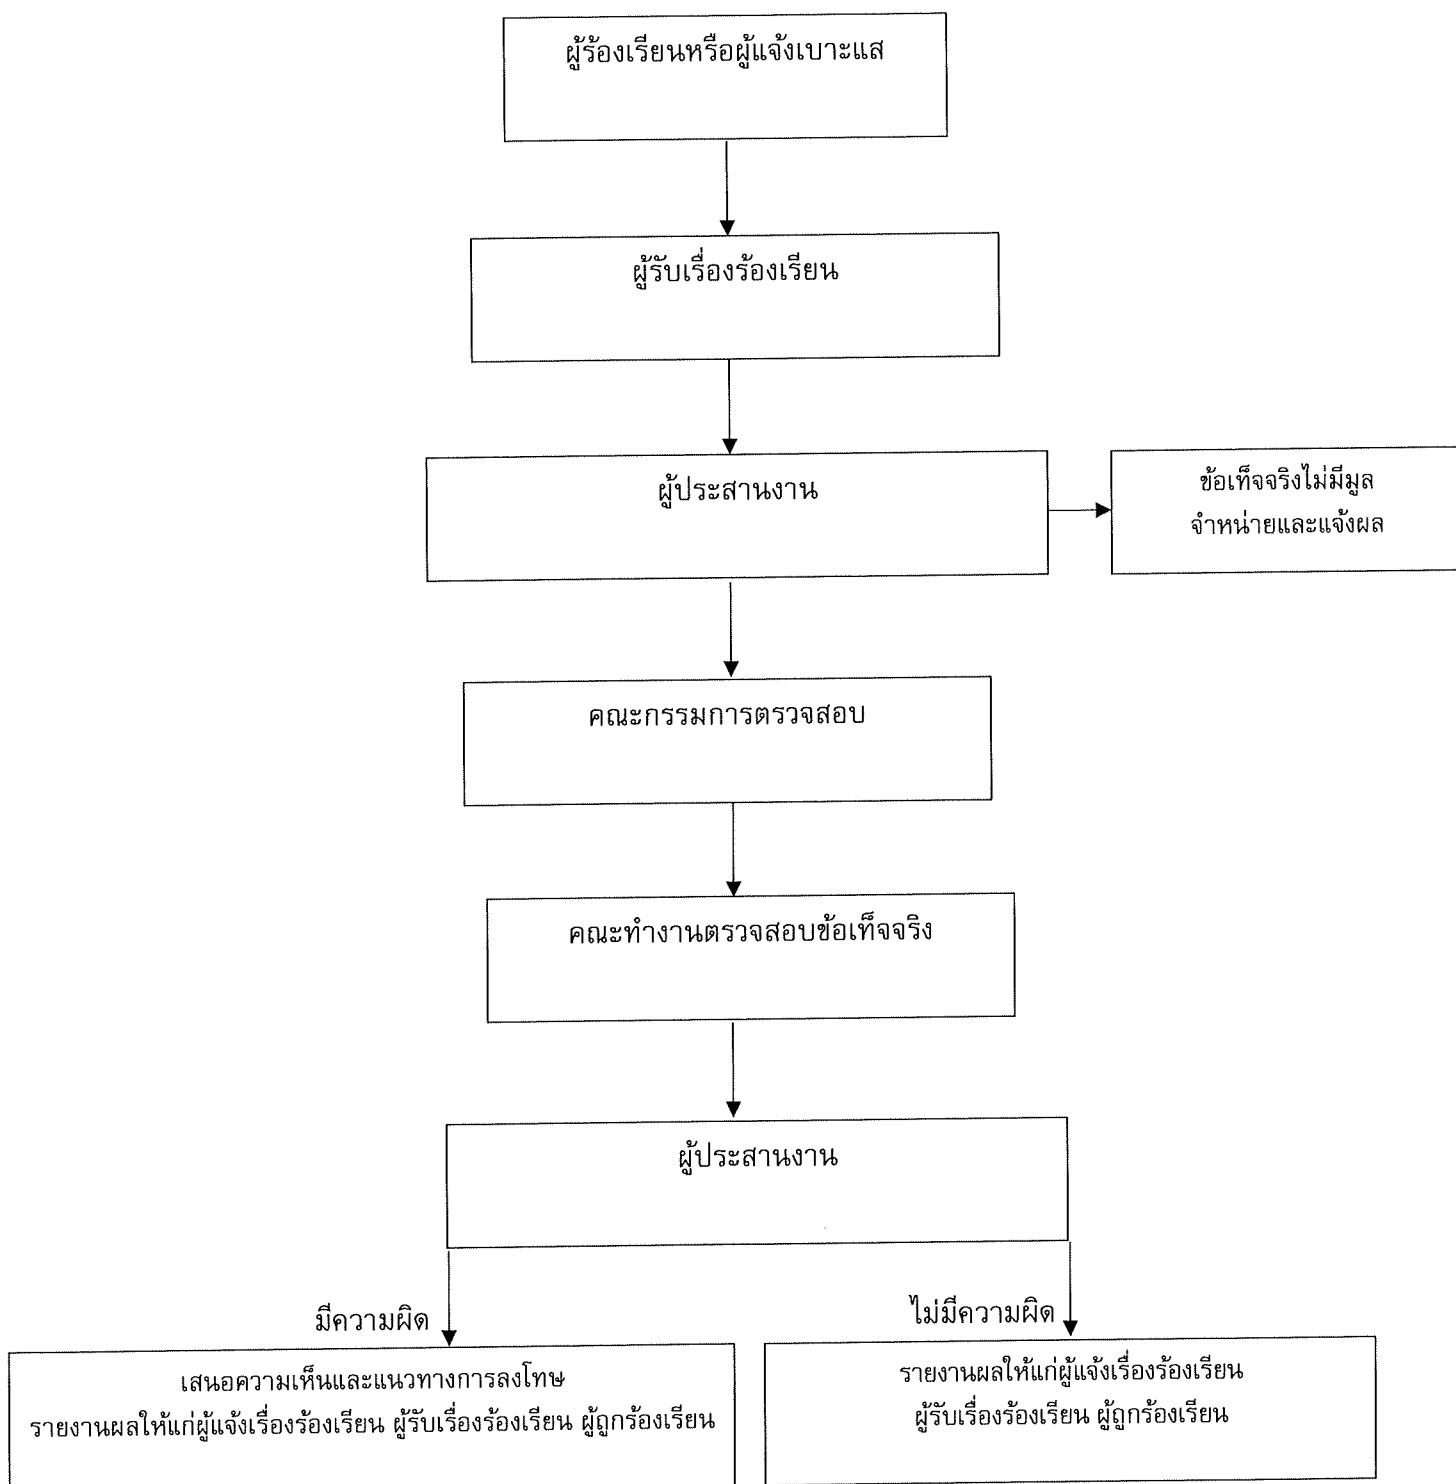 ผู้ร้องเรียนหรือผู้แจ้งเบาะแส
ผู้รับเรื่องร้องเรียน
ผู้ประสานงาน
ข้อเท็จจริงไม่มีมูล
จำหน่ายและแจ้งผล
คณะกรรมการตรวจสอบ
คณะทำงานตรวจสอบข้อเท็จจริง
ผู้ประสานงาน
มีความผิด
ไม่มีความผิด
เสนอความเห็นและแนวทางการลงโทษ
รายงานผลให้แก่ผู้แจ้งเรื่องร้องเรียน ผู้รับเรื่องร้องเรียน ผู้ถูกร้องเรียน
รายงานผลให้แก่ผู้แจ้งเรื่องร้องเรียน
ผู้รับเรื่องร้องเรียน ผู้ถูกร้องเรียน